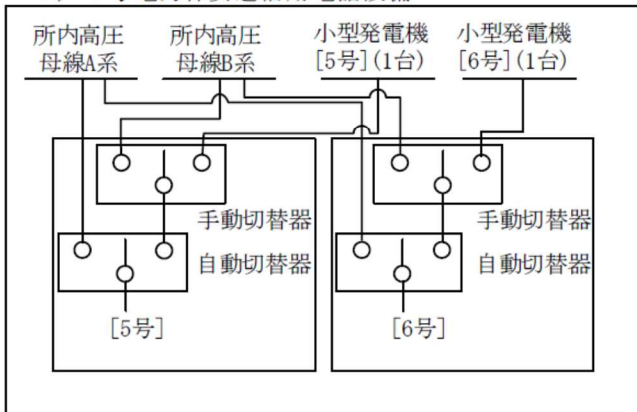 所内高圧
母線A系
所内高圧
母線B系
小型発電機
[5号](1台)
小型発電機
[6号](1台)
手動切替器
自動切替器
[5号]
手動切替器
自動切替器
[6号]